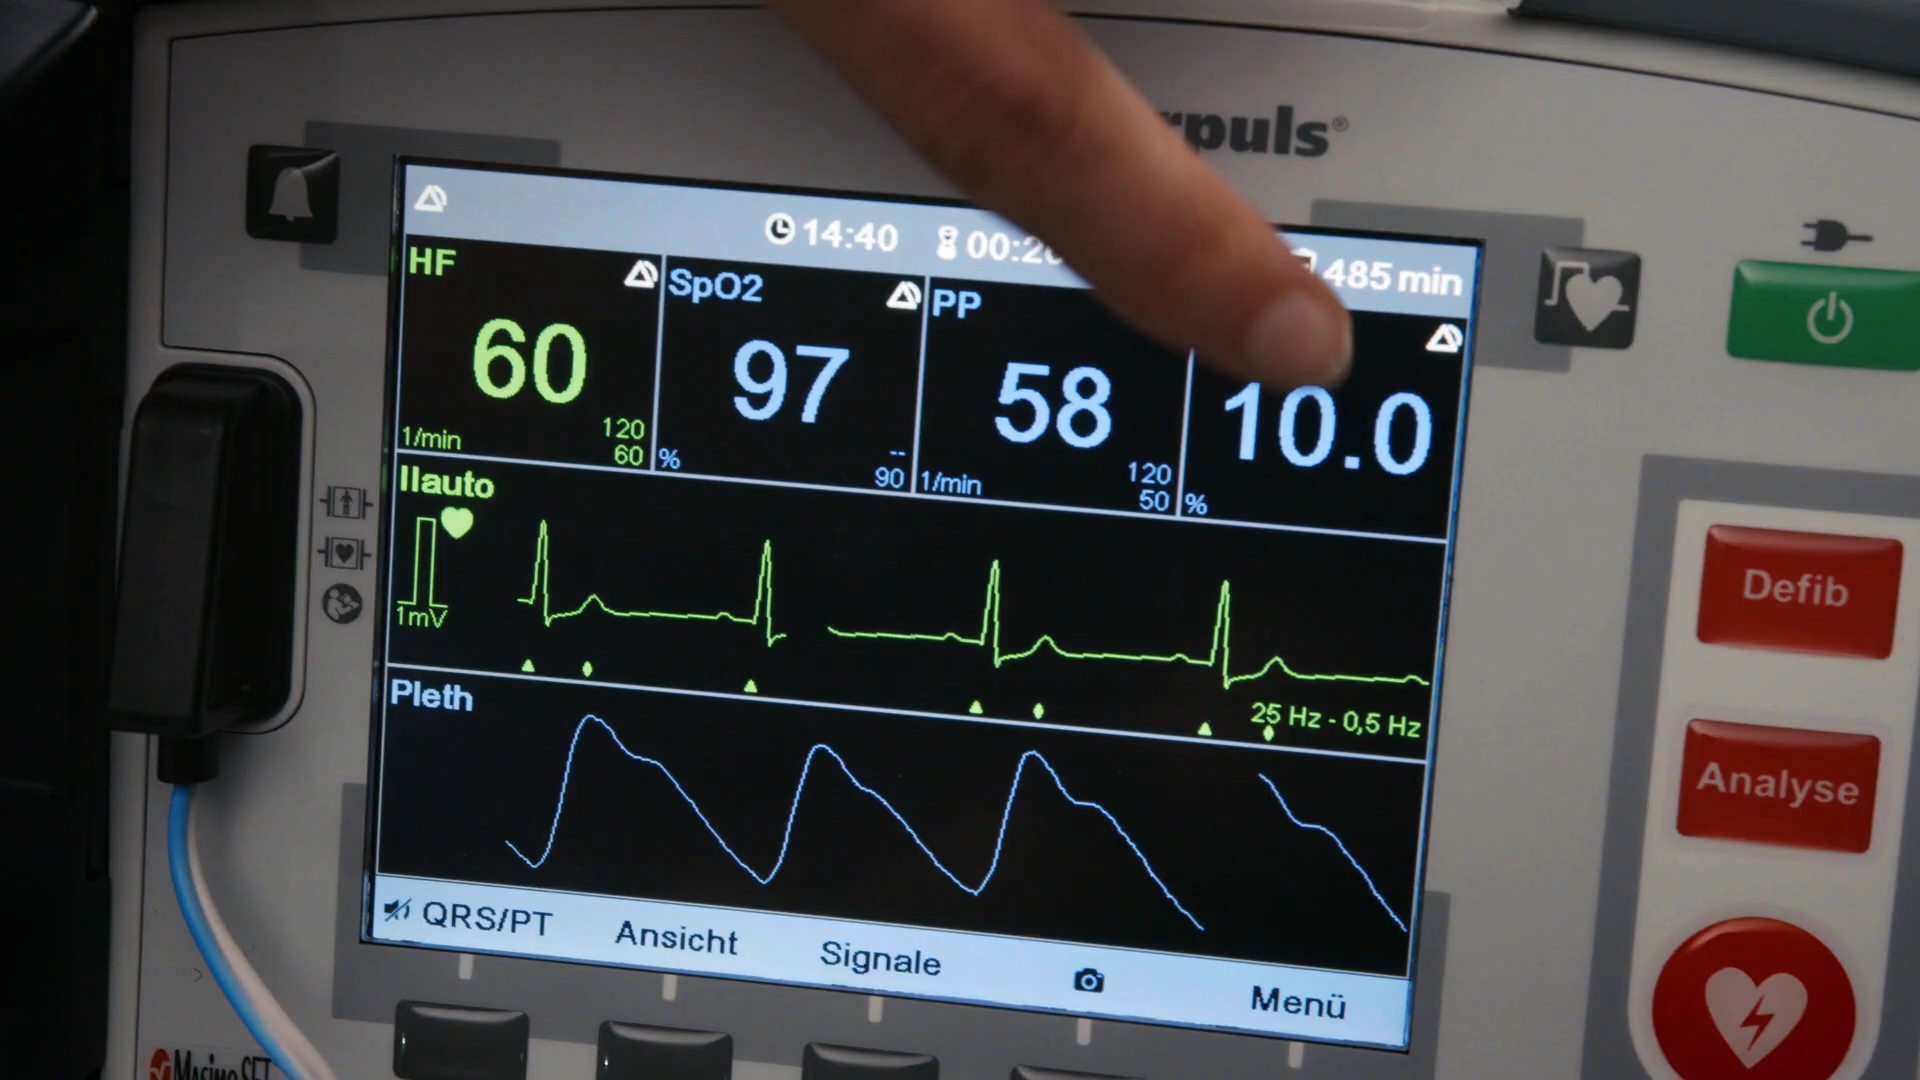 rpuls®
14:40 00:2
485 min
HF
60
1/min
120
60
SpO2
97
%
--
90
PP
58
1/min
120
50
10.0
%
IIauto
1mV
25 Hz - 0,5 Hz
Pleth
QRS/PT Ansicht Signale Menü
Defib
Analyse
Masimo SET